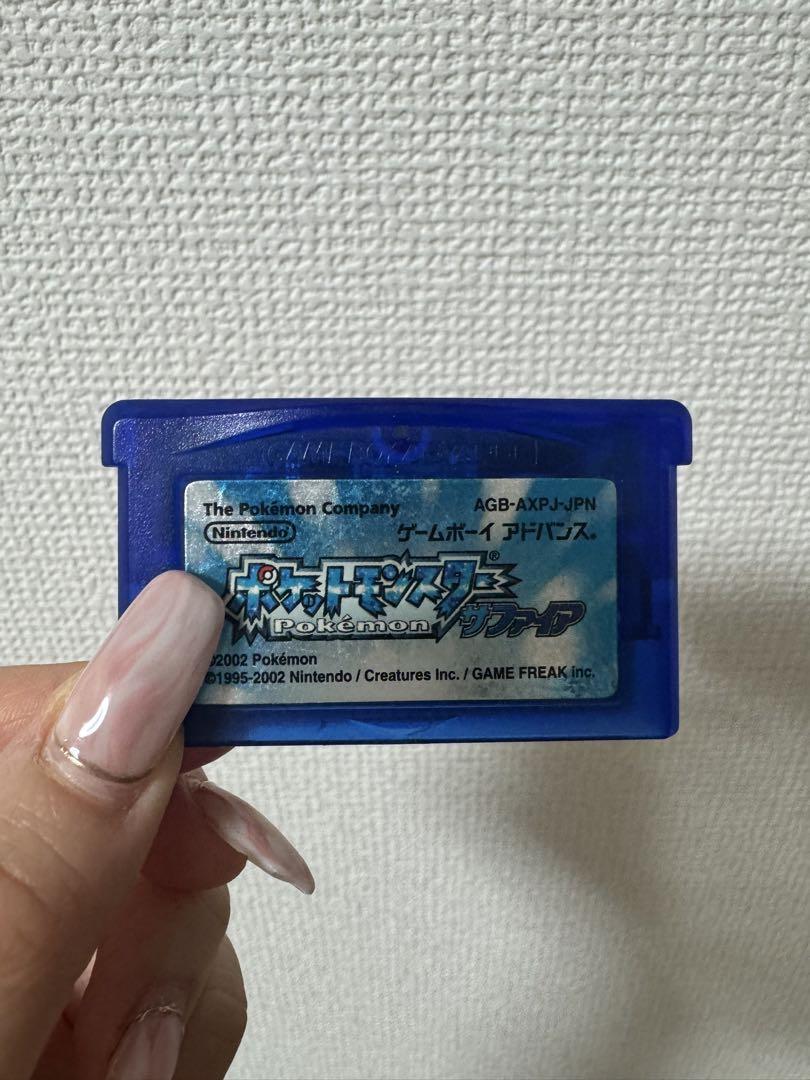 The Pokémon Company
AGB-AXPJ-JPN
Nintendo®
ゲームボーイ アドバンス®
ポケットモンスター®
Pokémon
サファイア
©2002 Pokémon
©1995-2002 Nintendo / Creatures Inc. / GAME FREAK inc.